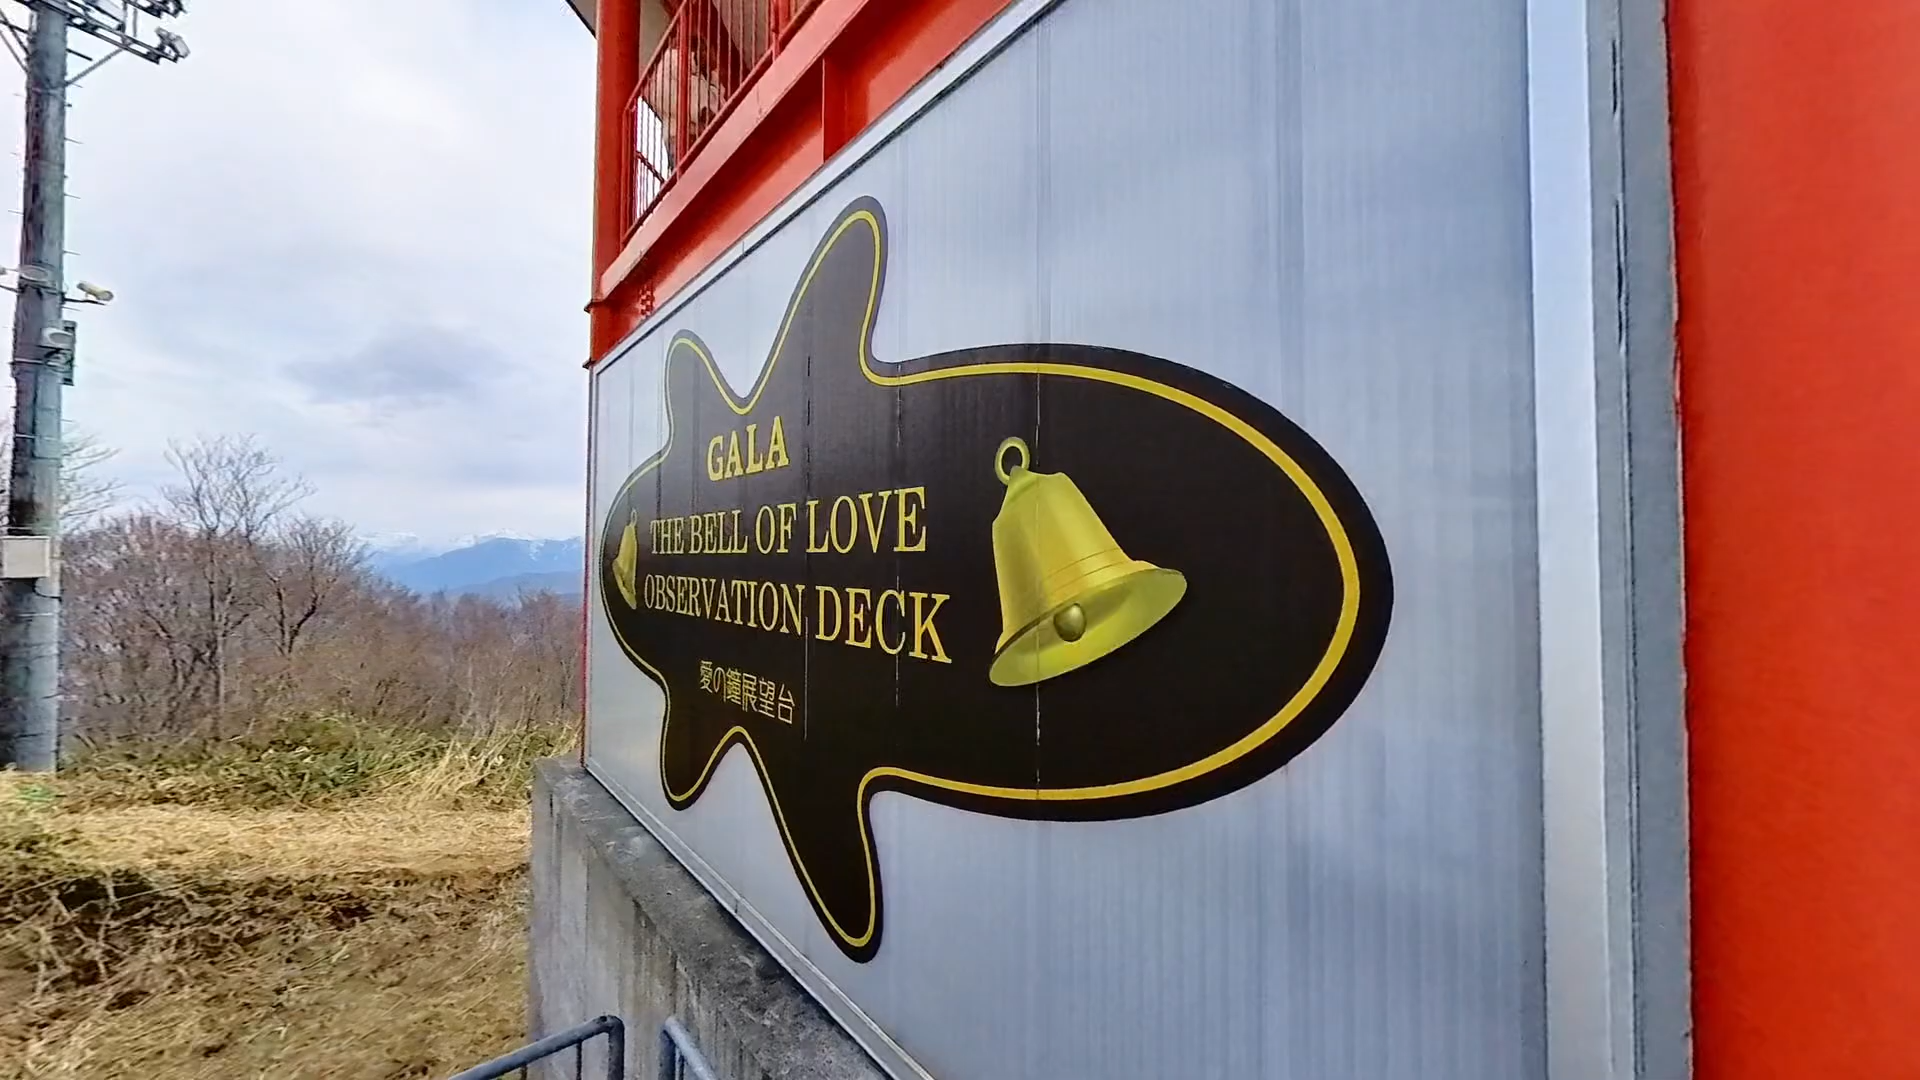 GALA
THE BELL OF LOVE
OBSERVATION DECK
愛の鐘展望台